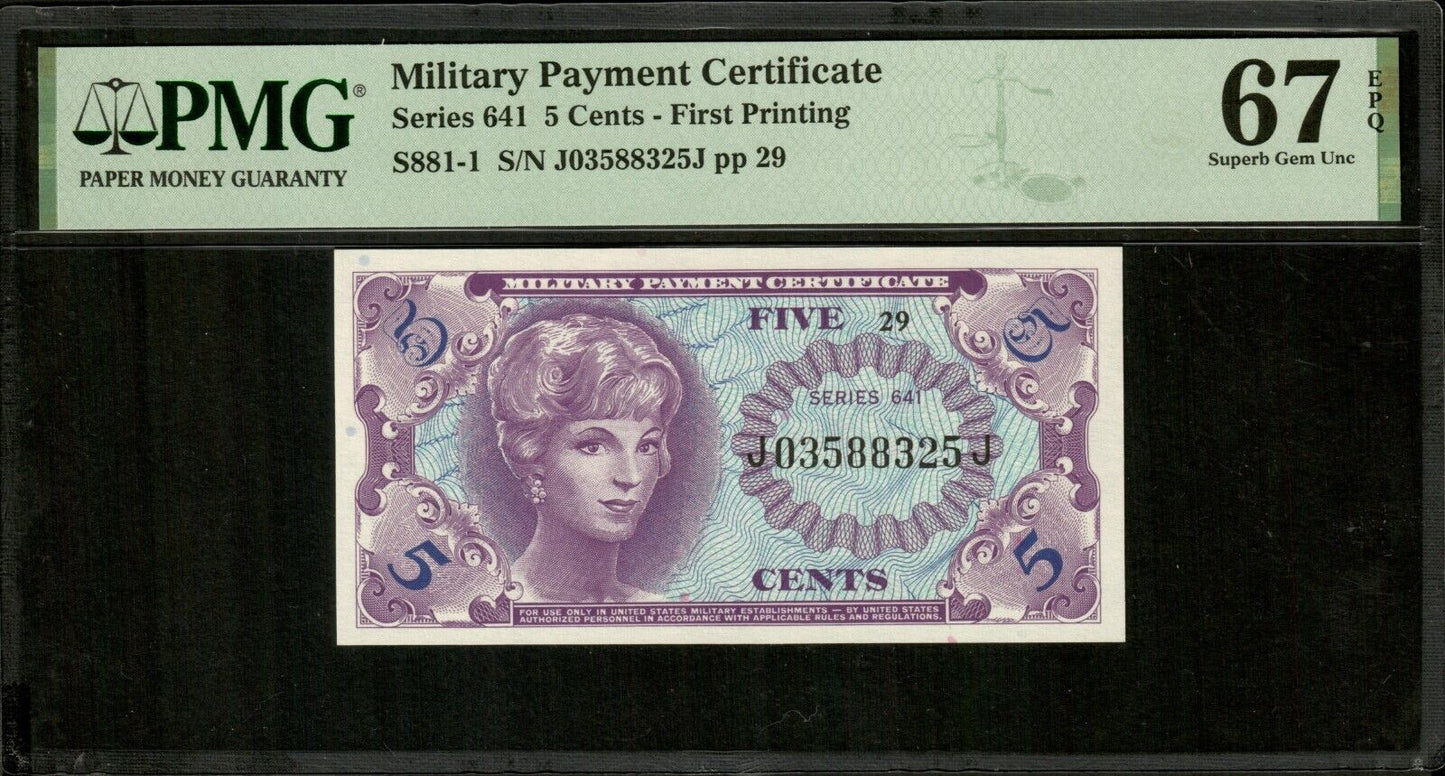 PMG®
PAPER MONEY GUARANTY
Military Payment Certificate
Series 641 5 Cents - First Printing
S881-1 S/N J03588325J pp 29
67
EPQ
Superb Gem Unc
MILITARY PAYMENT CERTIFICATE
5
5
FIVE 29
SERIES 641
J03588325J
CENTS
5
5
FOR USE ONLY IN UNITED STATES MILITARY ESTABLISHMENTS — BY UNITED STATES
AUTHORIZED PERSONNEL IN ACCORDANCE WITH APPLICABLE RULES AND REGULATIONS.